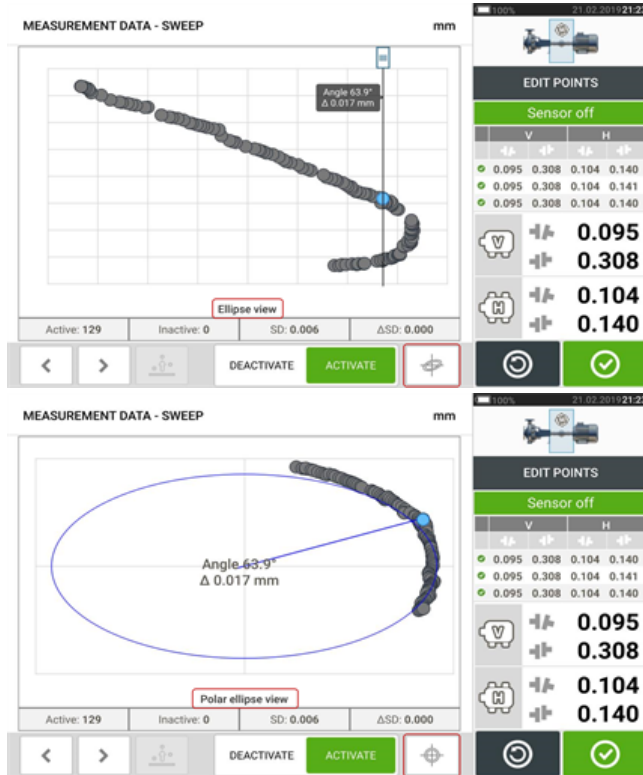 MEASUREMENT DATA - SWEEP mm
Angle 63.9°
Δ 0.017 mm
Ellipse view
Active: 129 Inactive: 0 SD: 0.006 ΔSD: 0.000
DEACTIVATE ACTIVATE
100% 21.02.2019 21:23
EDIT POINTS
Sensor off
V H
0.095 0.308 0.104 0.140
0.095 0.308 0.104 0.141
0.095 0.308 0.104 0.140
V 0.095
0.308
H 0.104
0.140
MEASUREMENT DATA - SWEEP mm
Angle 63.9°
Δ 0.017 mm
Polar ellipse view
Active: 129 Inactive: 0 SD: 0.006 ΔSD: 0.000
DEACTIVATE ACTIVATE
100% 21.02.2019 21:23
EDIT POINTS
Sensor off
V H
0.095 0.308 0.104 0.140
0.095 0.308 0.104 0.141
0.095 0.308 0.104 0.140
V 0.095
0.308
H 0.104
0.140